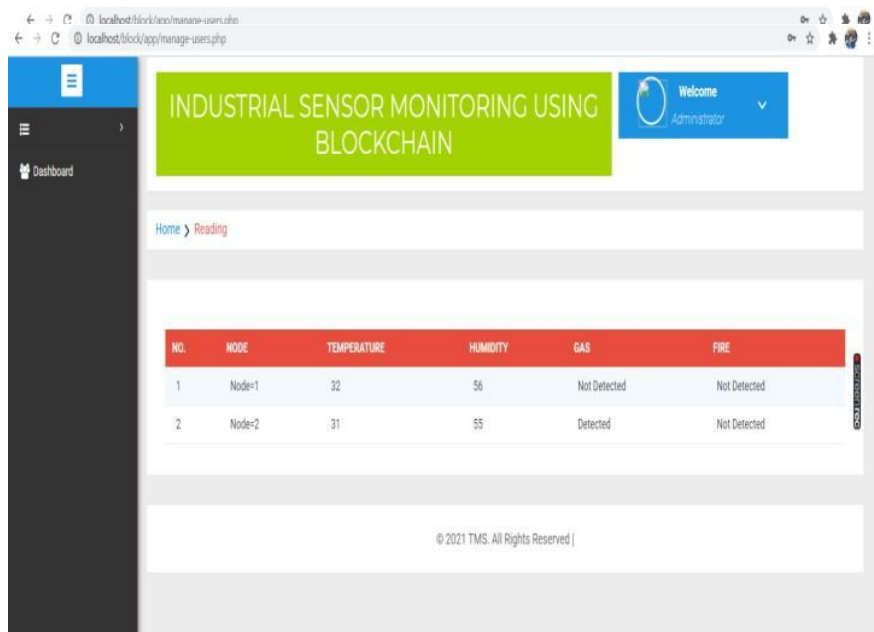 localhost/block/app/manage-users.php
localhost/block/app/manage-users.php
INDUSTRIAL SENSOR MONITORING USING
BLOCKCHAIN
Welcome
Administrator
Dashboard
Home > Reading
NO. NODE TEMPERATURE HUMIDITY GAS FIRE
1 Node=1 32 56 Not Detected Not Detected
2 Node=2 31 55 Detected Not Detected
screenrec
© 2021 TMS. All Rights Reserved |